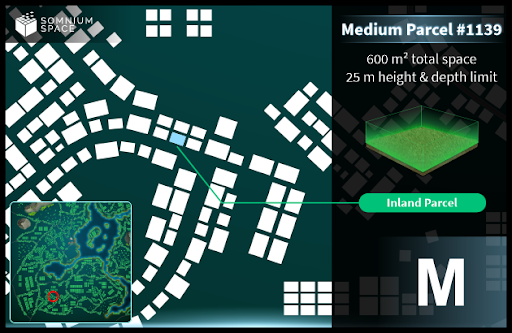 SOMNIUM
SPACE
Medium Parcel #1139
600 m² total space
25 m height & depth limit
Inland Parcel
M